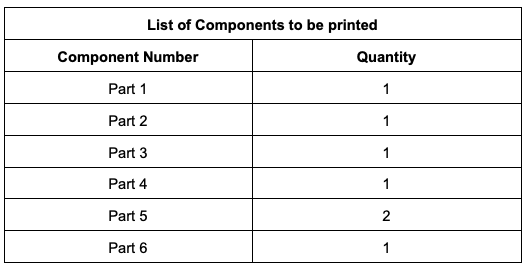 List of Components to be printed
Component Number Quantity
Part 1 1
Part 2 1
Part 3 1
Part 4 1
Part 5 2
Part 6 1